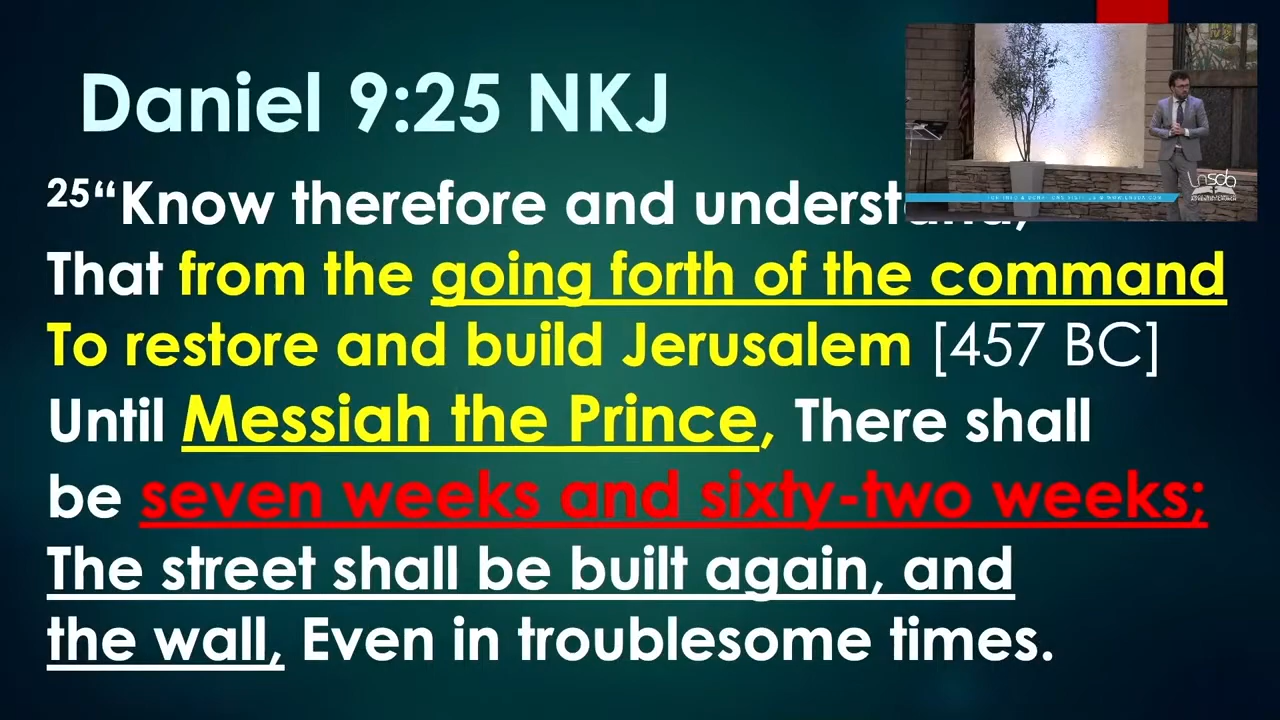 Daniel 9:25 NKJ
25“Know therefore and understand,
That from the going forth of the command
To restore and build Jerusalem [457 BC]
Until Messiah the Prince, There shall
be seven weeks and sixty-two weeks;
The street shall be built again, and
the wall, Even in troublesome times.